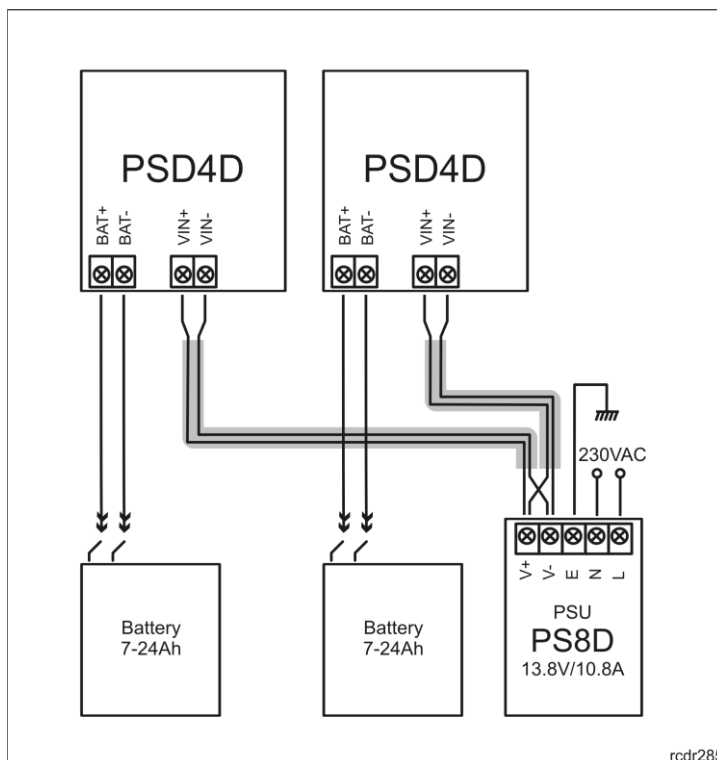 PSD4D
PSD4D
BAT+
BAT-
VIN+
VIN-
BAT+
BAT-
VIN+
VIN-
230VAC
V+
V-
E
N
L
Battery
7-24Ah
Battery
7-24Ah
PSU
PS8D
13.8V/10.8A
rcdr285